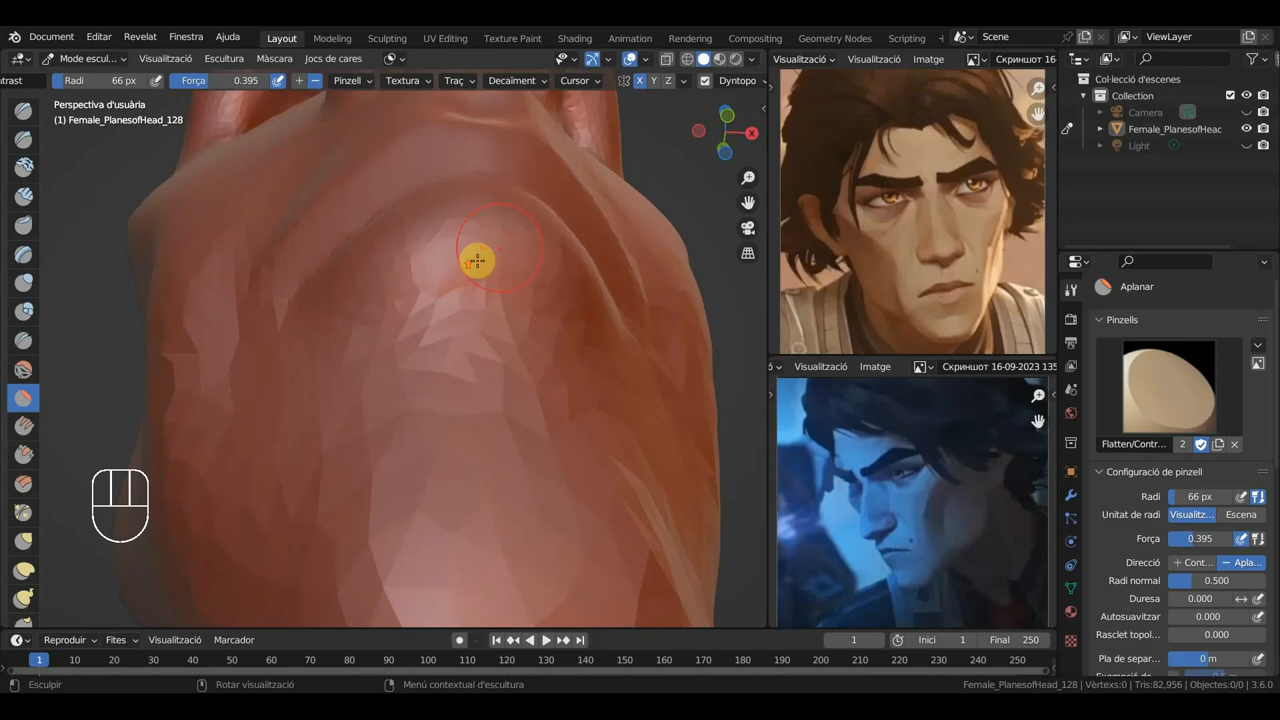 Document Editar Revelat Finestra Ajuda Layout Modeling Sculpting UV Editing Texture Paint Shading Animation Rendering Compositing Geometry Nodes Scripting Scene ViewLayer
Mode escul... Visualització Escultura Màscara Jocs de cares
Visualització Visualització Imatge Скриншот 16
trast Radi 66 px Força 0.395 Pinzell Textura Traç Decaïment Cursor X Y Z Dyntopo
Perspectiva d'usuària
(1) Female_PlanesofHead_128
X
Col·lecció d'escenes
Collection
Camera
Female_PlanesofHeac
Light
Aplanar
Pinzells
Visualització Imatge Скриншот 16-09-2023 135
Flatten/Contr... 2
Configuració de pinzell
Radi 66 px
Unitat de radi Visualitz... Escena
Força 0.395
Direcció + Cont... − Apla...
Radi normal 0.500
Duresa 0.000
Autosuavitzar 0.000
Rasclet topol... 0.000
Pla de separ... 0 m
Reproduir Fites Visualització Marcador 1 Inici 1 Final 250
1 10 20 30 40 50 60 70 80 90 100 110 120 130 140 150 160 170 180 190 200 210 220 230 240 250
Esculpir Rotar visualització Menú contextual d'escultura Female_PlanesofHead_128 | Vèrtexs:0 | Tris:82,956 | Objectes:0/0 | 3.6.0